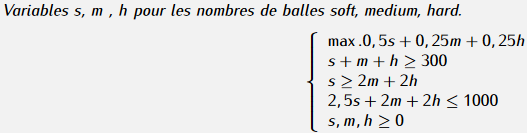 Variables s, m , h pour les nombres de balles soft, medium, hard.
max .0, 5s + 0, 25m + 0, 25h
s + m + h ≥ 300
s ≥ 2m + 2h
2, 5s + 2m + 2h ≤ 1000
s, m, h ≥ 0